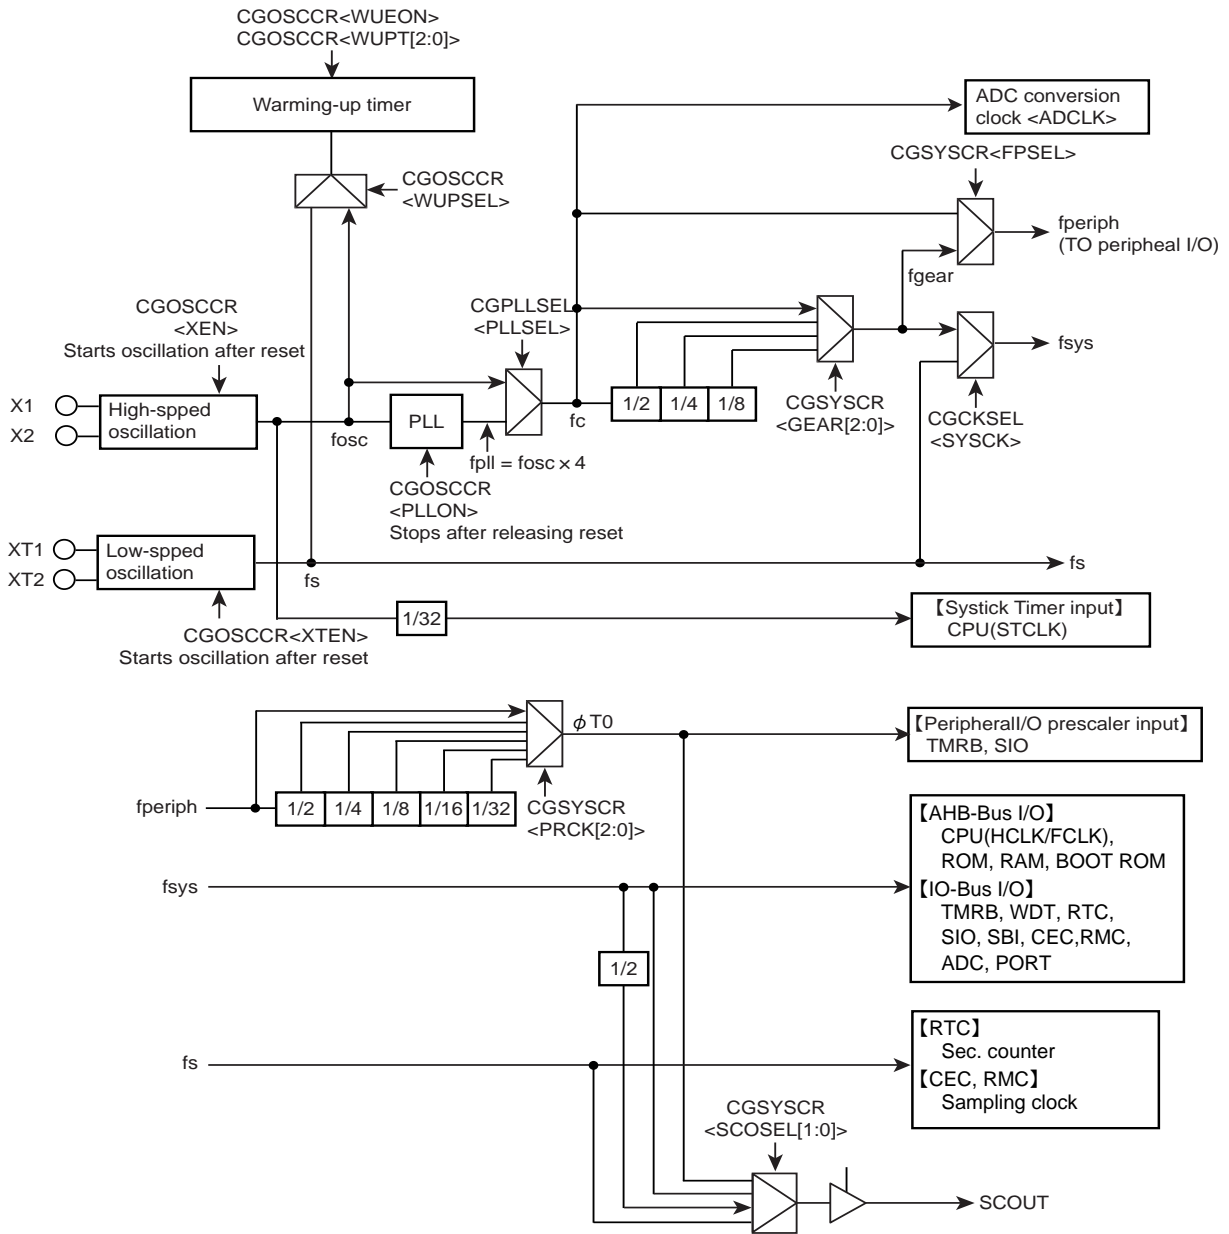 CGOSCCR<WUEON>
CGOSCCR<WUPT[2:0]>
Warming-up timer
ADC conversion
clock <ADCLK>
CGSYSCR<FPSEL>
CGOSCCR
<WUPSEL>
fperiph
(TO peripheal I/O)
fgear
CGOSCCR
<XEN>
Starts oscillation after reset
CGPLLSEL
<PLLSEL>
fsys
X1
X2
High-spped
oscillation
fosc
PLL
fc
1/2
1/4
1/8
CGSYSCR
<GEAR[2:0]>
CGCKSEL
<SYSCK>
fpll = fosc × 4
CGOSCCR
<PLLON>
Stops after releasing reset
XT1
XT2
Low-spped
oscillation
fs
fs
CGOSCCR<XTEN>
Starts oscillation after reset
1/32
【Systick Timer input】
CPU(STCLK)
ϕT0
【PeripheralI/O prescaler input】
TMRB, SIO
fperiph
1/2
1/4
1/8
1/16
1/32
CGSYSCR
<PRCK[2:0]>
【AHB-Bus I/O】
CPU(HCLK/FCLK),
ROM, RAM, BOOT ROM
【IO-Bus I/O】
TMRB, WDT, RTC,
SIO, SBI, CEC,RMC,
ADC, PORT
fsys
1/2
fs
【RTC】
Sec. counter
【CEC, RMC】
Sampling clock
CGSYSCR
<SCOSEL[1:0]>
SCOUT